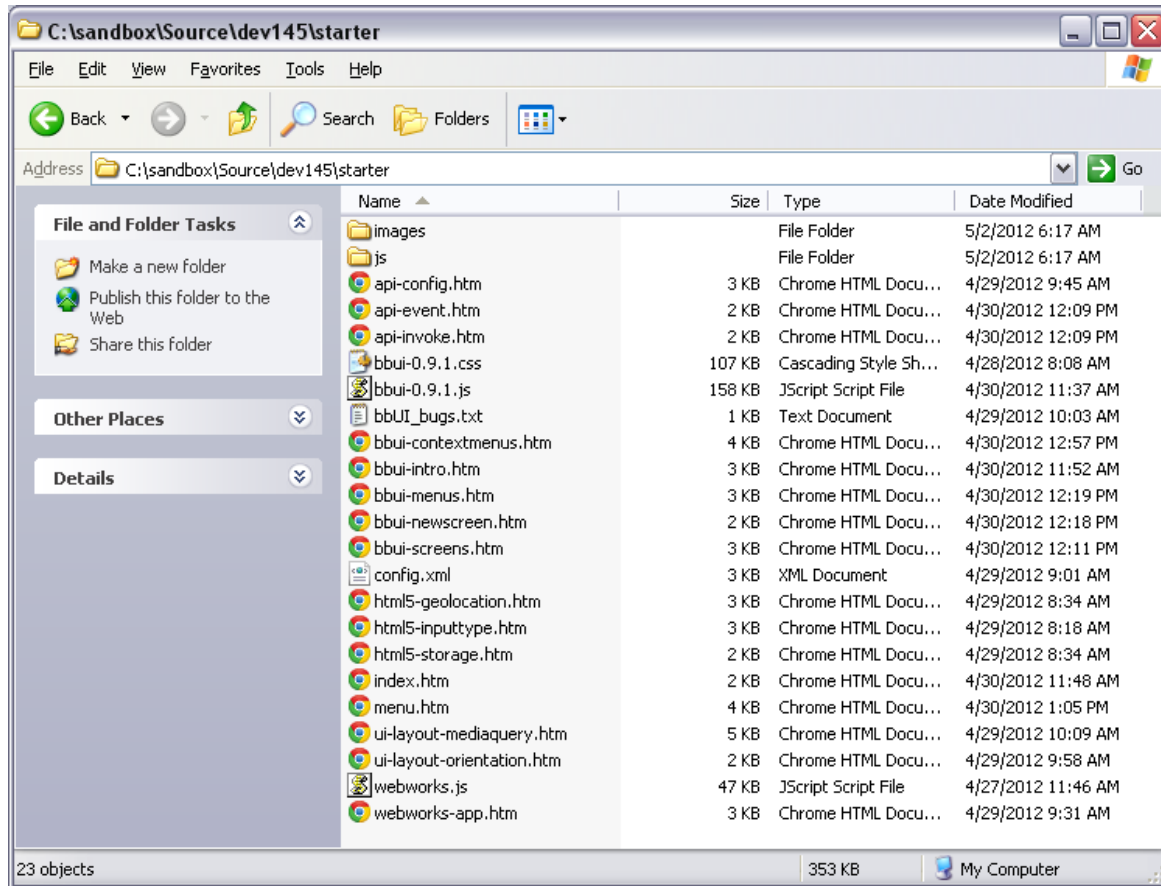 C:\sandbox\Source\dev145\starter
File Edit View Favorites Tools Help
Back Search Folders
Address C:\sandbox\Source\dev145\starter Go
File and Folder Tasks
Make a new folder
Publish this folder to the
Web
Share this folder
Other Places
Details
Name Size Type Date Modified
images File Folder 5/2/2012 6:17 AM
js File Folder 5/2/2012 6:17 AM
api-config.htm 3 KB Chrome HTML Docu... 4/29/2012 9:45 AM
api-event.htm 2 KB Chrome HTML Docu... 4/30/2012 12:09 PM
api-invoke.htm 2 KB Chrome HTML Docu... 4/30/2012 12:09 PM
bbui-0.9.1.css 107 KB Cascading Style Sh... 4/28/2012 8:08 AM
bbui-0.9.1.js 158 KB JScript Script File 4/30/2012 11:37 AM
bbUI_bugs.txt 1 KB Text Document 4/29/2012 10:03 AM
bbui-contextmenus.htm 4 KB Chrome HTML Docu... 4/30/2012 12:57 PM
bbui-intro.htm 3 KB Chrome HTML Docu... 4/30/2012 11:52 AM
bbui-menus.htm 3 KB Chrome HTML Docu... 4/30/2012 12:19 PM
bbui-newscreen.htm 2 KB Chrome HTML Docu... 4/30/2012 12:18 PM
bbui-screens.htm 3 KB Chrome HTML Docu... 4/30/2012 12:11 PM
config.xml 3 KB XML Document 4/29/2012 9:01 AM
html5-geolocation.htm 3 KB Chrome HTML Docu... 4/29/2012 8:34 AM
html5-inputtype.htm 3 KB Chrome HTML Docu... 4/29/2012 8:18 AM
html5-storage.htm 2 KB Chrome HTML Docu... 4/29/2012 8:34 AM
index.htm 2 KB Chrome HTML Docu... 4/30/2012 11:48 AM
menu.htm 4 KB Chrome HTML Docu... 4/30/2012 1:05 PM
ui-layout-mediaquery.htm 5 KB Chrome HTML Docu... 4/29/2012 10:09 AM
ui-layout-orientation.htm 2 KB Chrome HTML Docu... 4/29/2012 9:58 AM
webworks.js 47 KB JScript Script File 4/27/2012 11:46 AM
webworks-app.htm 3 KB Chrome HTML Docu... 4/29/2012 9:31 AM
23 objects 353 KB My Computer